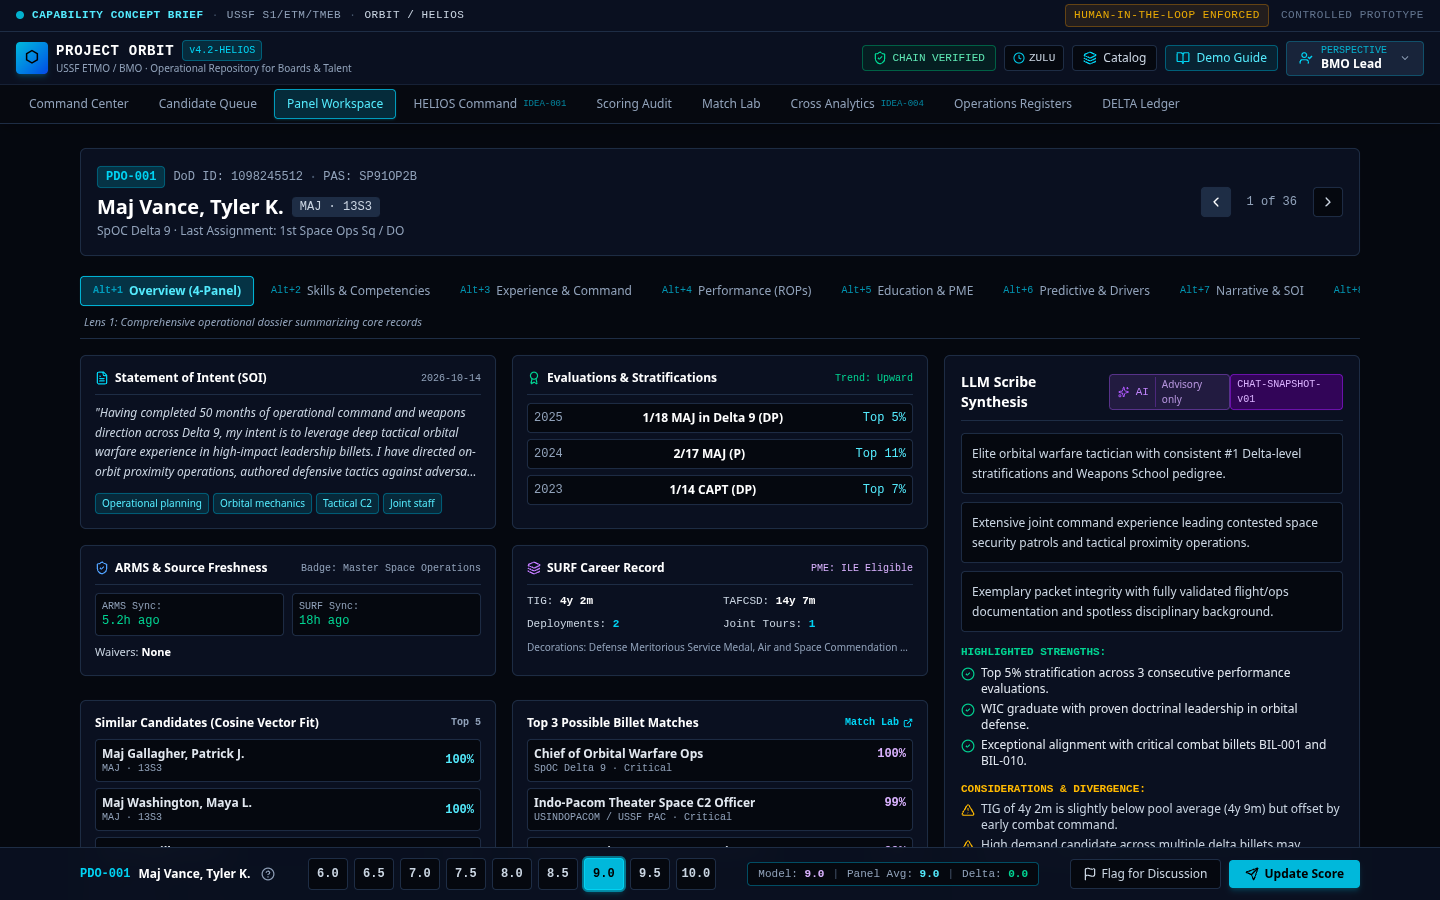 CAPABILITY CONCEPT BRIEF · USSF S1/ETM/TMEB · ORBIT / HELIOS
HUMAN-IN-THE-LOOP ENFORCED CONTROLLED PROTOTYPE
PROJECT ORBIT v4.2-HELIOS
USSF ETMO / BMO · Operational Repository for Boards & Talent
CHAIN VERIFIED ZULU Catalog Demo Guide
PERSPECTIVE
BMO Lead
Command Center Candidate Queue Panel Workspace HELIOS Command IDEA-001 Scoring Audit Match Lab Cross Analytics IDEA-004 Operations Registers DELTA Ledger
PDO-001 DoD ID: 1098245512 · PAS: SP910P2B
Maj Vance, Tyler K. MAJ · 13S3
SpOC Delta 9 · Last Assignment: 1st Space Ops Sq / DO
1 of 36
Alt+1 Overview (4-Panel) Alt+2 Skills & Competencies Alt+3 Experience & Command Alt+4 Performance (ROPs) Alt+5 Education & PME Alt+6 Predictive & Drivers Alt+7 Narrative & SOI
Lens 1: Comprehensive operational dossier summarizing core records
Statement of Intent (SOI) 2026-10-14
"Having completed 50 months of operational command and weapons
direction across Delta 9, my intent is to leverage deep tactical orbital
warfare experience in high-impact leadership billets. I have directed on-
orbit proximity operations, authored defensive tactics against adversa...
Operational planning Orbital mechanics Tactical C2 Joint staff
Evaluations & Stratifications Trend: Upward
2025 1/18 MAJ in Delta 9 (DP) Top 5%
2024 2/17 MAJ (P) Top 11%
2023 1/14 CAPT (DP) Top 7%
ARMS & Source Freshness Badge: Master Space Operations
ARMS Sync:
5.2h ago
SURF Sync:
18h ago
Waivers: None
SURF Career Record PME: ILE Eligible
TIG: 4y 2m TAFCSD: 14y 7m
Deployments: 2 Joint Tours: 1
Decorations: Defense Meritorious Service Medal, Air and Space Commendation ...
Similar Candidates (Cosine Vector Fit) Top 5
Maj Gallagher, Patrick J. 100%
MAJ · 13S3
Maj Washington, Maya L. 100%
MAJ · 13S3
Top 3 Possible Billet Matches Match Lab
Chief of Orbital Warfare Ops 100%
SpOC Delta 9 · Critical
Indo-Pacom Theater Space C2 Officer 99%
USINDOPACOM / USSF PAC · Critical
LLM Scribe
Synthesis
AI Advisory
only
CHAT-SNAPSHOT-
v01
Elite orbital warfare tactician with consistent #1 Delta-level
stratifications and Weapons School pedigree.
Extensive joint command experience leading contested space
security patrols and tactical proximity operations.
Exemplary packet integrity with fully validated flight/ops
documentation and spotless disciplinary background.
HIGHLIGHTED STRENGTHS:
Top 5% stratification across 3 consecutive performance
evaluations.
WIC graduate with proven doctrinal leadership in orbital
defense.
Exceptional alignment with critical combat billets BIL-001 and
BIL-010.
CONSIDERATIONS & DIVERGENCE:
TIG of 4y 2m is slightly below pool average (4y 9m) but offset by
early combat command.
High demand candidate across multiple delta billets may
PDO-001 Maj Vance, Tyler K. 6.0 6.5 7.0 7.5 8.0 8.5 9.0 9.5 10.0 Model: 9.0 | Panel Avg: 9.0 | Delta: 0.0 Flag for Discussion Update Score